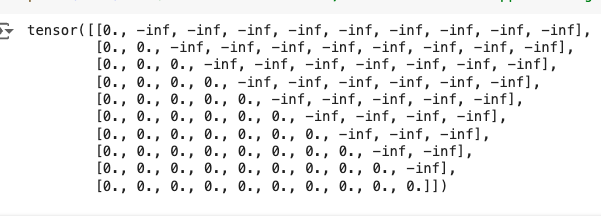 tensor([[0., -inf, -inf, -inf, -inf, -inf, -inf, -inf, -inf, -inf],
[0., 0., -inf, -inf, -inf, -inf, -inf, -inf, -inf, -inf],
[0., 0., 0., -inf, -inf, -inf, -inf, -inf, -inf, -inf],
[0., 0., 0., 0., -inf, -inf, -inf, -inf, -inf, -inf],
[0., 0., 0., 0., 0., -inf, -inf, -inf, -inf, -inf],
[0., 0., 0., 0., 0., 0., -inf, -inf, -inf, -inf],
[0., 0., 0., 0., 0., 0., 0., -inf, -inf, -inf],
[0., 0., 0., 0., 0., 0., 0., 0., -inf, -inf],
[0., 0., 0., 0., 0., 0., 0., 0., 0., -inf],
[0., 0., 0., 0., 0., 0., 0., 0., 0., 0.]])